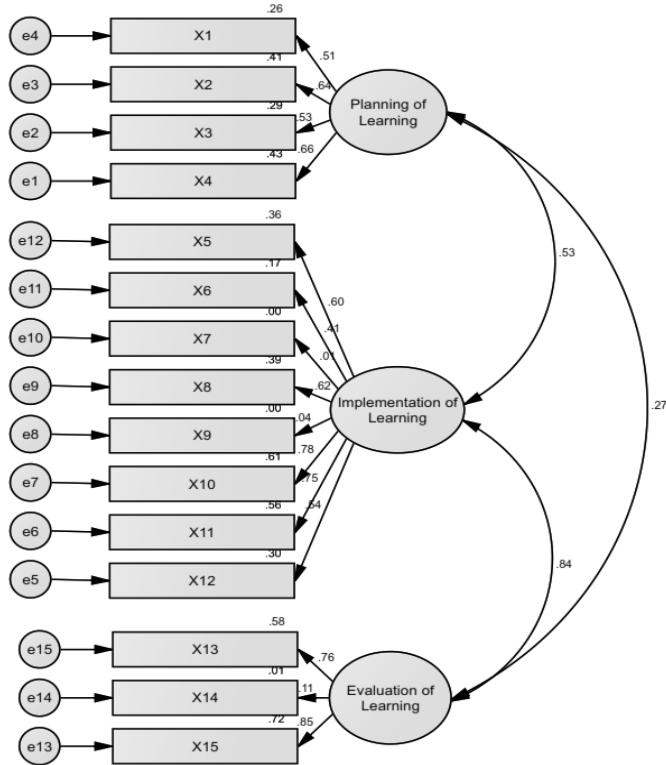 .26
e4
X1
.51
.41
e3
X2
.64
.29
e2
X3
.53
.43
e1
X4
.66
Planning of
Learning
.36
e12
X5
.60
.17
e11
X6
.41
.00
e10
X7
.01
.39
e9
X8
.62
.00
e8
X9
.04
.61
e7
X10
.78
.56
e6
X11
.75
.30
e5
X12
.54
Implementation of
Learning
.53
.27
.84
.58
e15
X13
.76
.01
e14
X14
.11
.72
e13
X15
.85
Evaluation of
Learning